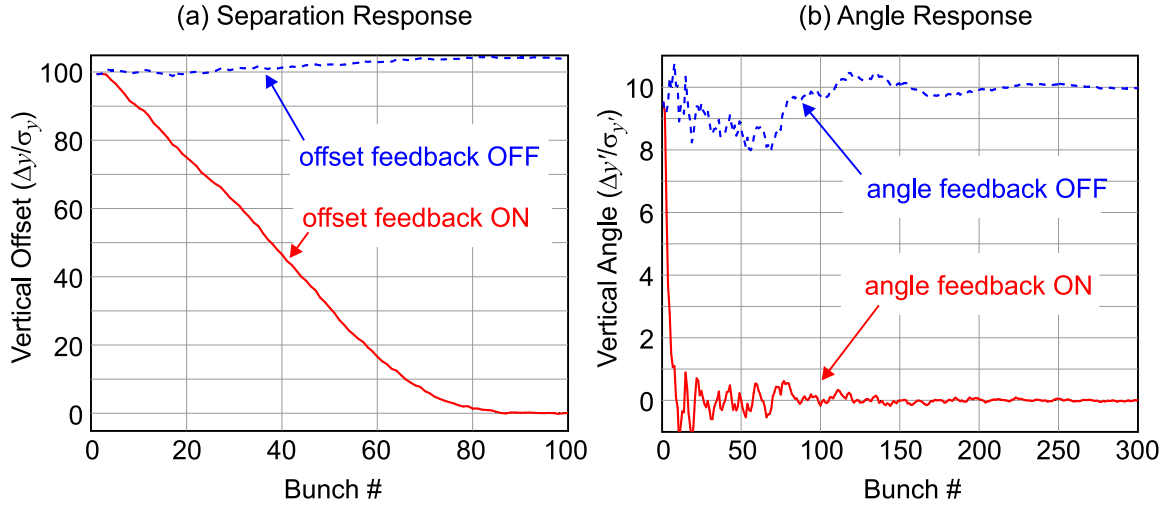 (a) Separation Response
Vertical Offset (Δy/σy)
100
80
60
40
20
0
offset feedback OFF
offset feedback ON
0 20 40 60 80 100
Bunch #
(b) Angle Response
Vertical Angle (Δy′/σy′)
10
8
6
4
2
0
angle feedback OFF
angle feedback ON
0 50 100 150 200 250 300
Bunch #